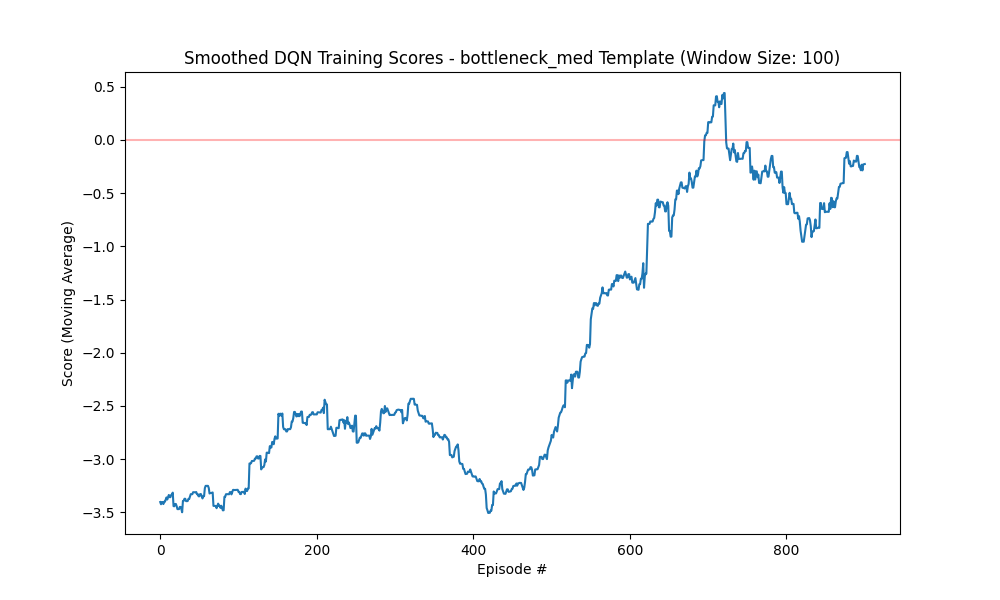 Smoothed DQN Training Scores - bottleneck_med Template (Window Size: 100)
0.5
0.0
−0.5
−1.0
−1.5
−2.0
−2.5
−3.0
−3.5
Score (Moving Average)
0 200 400 600 800
Episode #